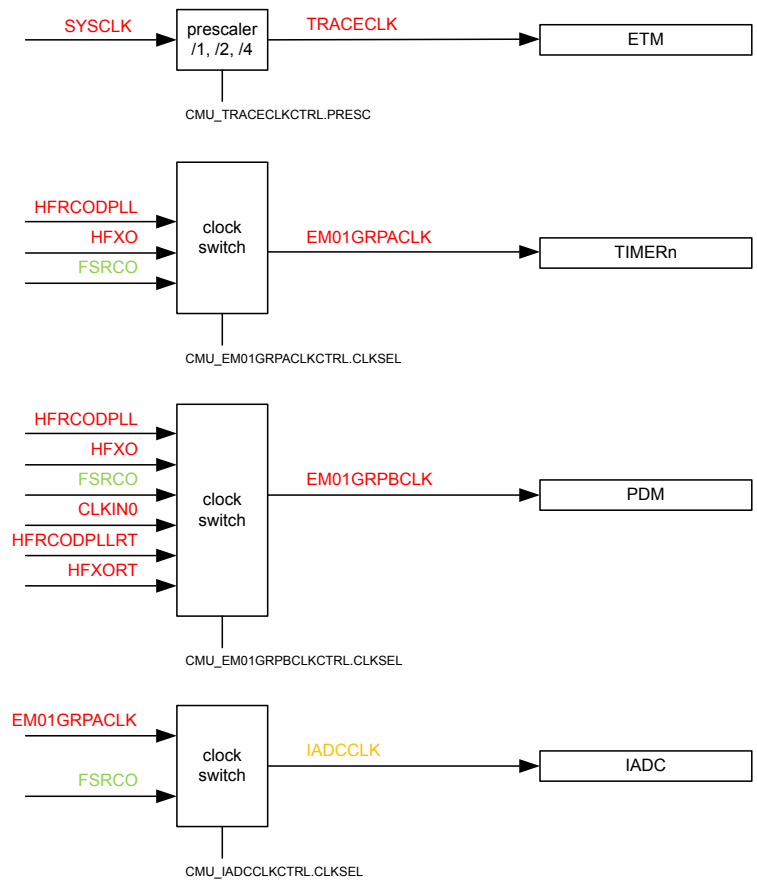 SYSCLK
prescaler
/1, /2, /4
TRACECLK
ETM
CMU_TRACECLKCTRL.PRESC
HFRCODPLL
HFXO
FSRCO
clock
switch
EM01GRPACLK
TIMERn
CMU_EM01GRPACLKCTRL.CLKSEL
HFRCODPLL
HFXO
FSRCO
CLKIN0
HFRCODPLLRT
HFXORT
clock
switch
EM01GRPBCLK
PDM
CMU_EM01GRPBCLKCTRL.CLKSEL
EM01GRPACLK
FSRCO
clock
switch
IADCCLK
IADC
CMU_IADCCLKCTRL.CLKSEL